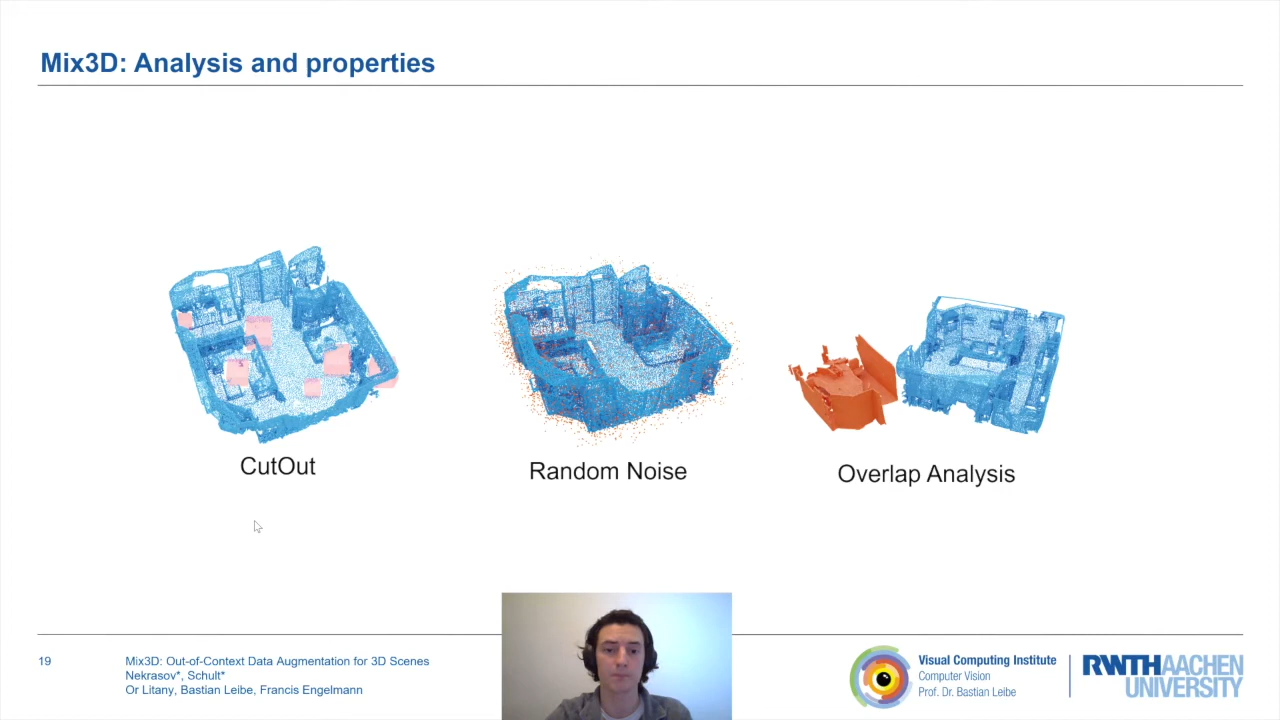 Mix3D: Analysis and properties
CutOut
Random Noise
Overlap Analysis
19
Mix3D: Out-of-Context Data Augmentation for 3D Scenes
Nekrasov*, Schult*
Or Litany, Bastian Leibe, Francis Engelmann
Visual Computing Institute
Computer Vision
Prof. Dr. Bastian Leibe
RWTHAACHEN
UNIVERSITY